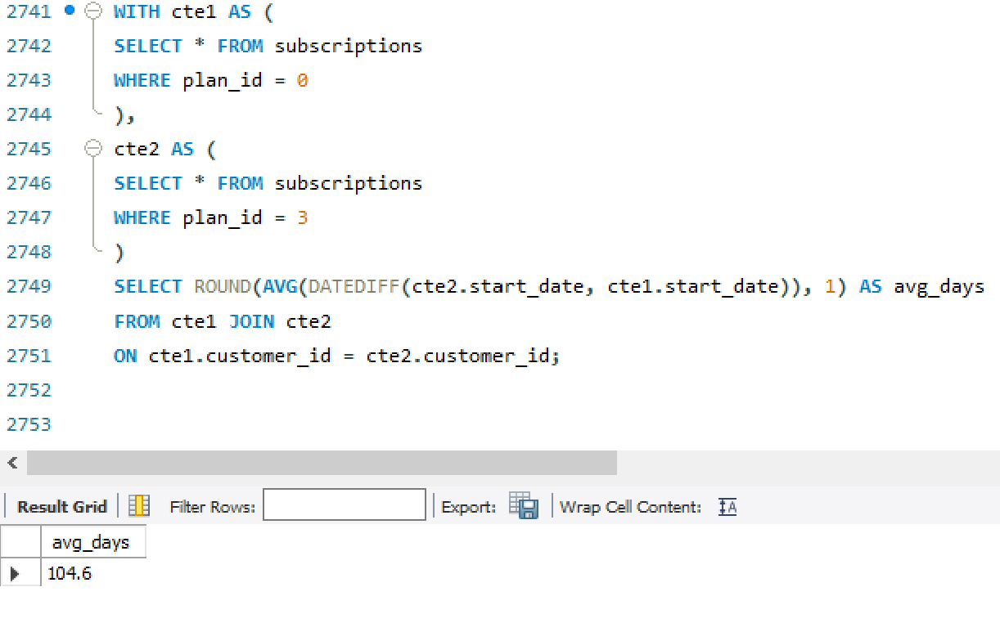 2741 WITH cte1 AS (
2742 SELECT * FROM subscriptions
2743 WHERE plan_id = 0
2744 ),
2745 cte2 AS (
2746 SELECT * FROM subscriptions
2747 WHERE plan_id = 3
2748 )
2749 SELECT ROUND(AVG(DATEDIFF(cte2.start_date, cte1.start_date)), 1) AS avg_days
2750 FROM cte1 JOIN cte2
2751 ON cte1.customer_id = cte2.customer_id;
2752
2753
Result Grid Filter Rows: Export: Wrap Cell Content: IA
avg_days
104.6